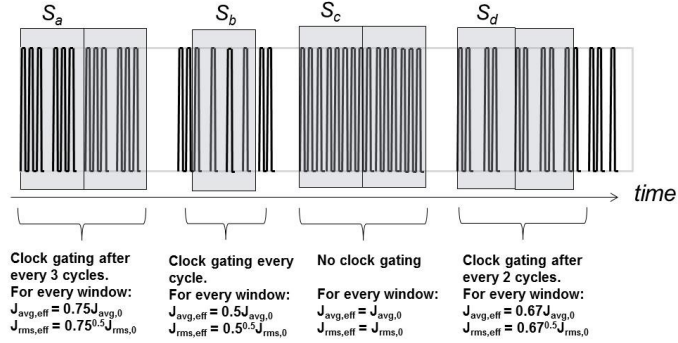 Sa Sb Sc Sd
time
Clock gating after
every 3 cycles.
For every window:
Javg,eff = 0.75Javg,0
Jrms,eff = 0.75^0.5Jrms,0
Clock gating every
cycle.
For every window:
Javg,eff = 0.5Javg,0
Jrms,eff = 0.5^0.5Jrms,0
No clock gating
For every window:
Javg,eff = Javg,0
Jrms,eff = Jrms,0
Clock gating after
every 2 cycles.
For every window:
Javg,eff = 0.67Javg,0
Jrms,eff = 0.67^0.5Jrms,0